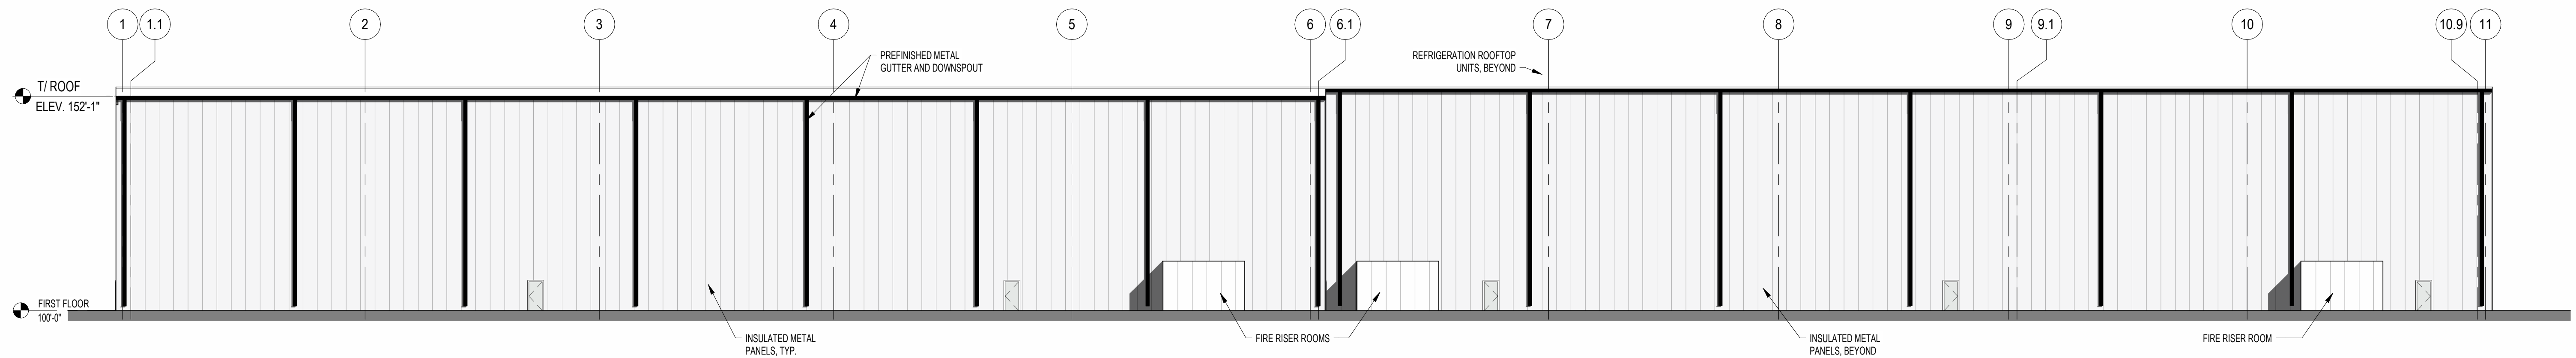 1
1.1
2
3
4
5
6
6.1
7
8
9
9.1
10
10.9
11
PREFINISHED METAL
GUTTER AND DOWNSPOUT
REFRIGERATION ROOFTOP
UNITS, BEYOND
T/ ROOF
ELEV. 152'-1"
FIRST FLOOR
100'-0"
INSULATED METAL
PANELS, TYP.
FIRE RISER ROOMS
INSULATED METAL
PANELS, BEYOND
FIRE RISER ROOM